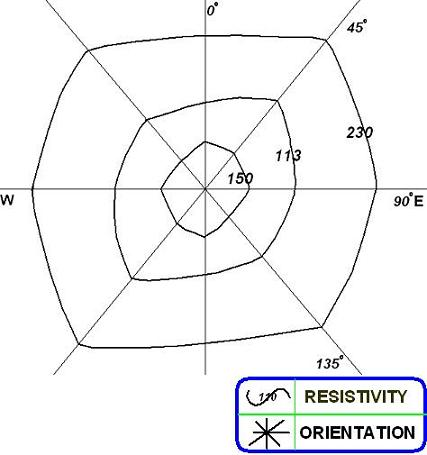 0°
45°
230
113
150
W
90°E
135°
110 RESISTIVITY
ORIENTATION